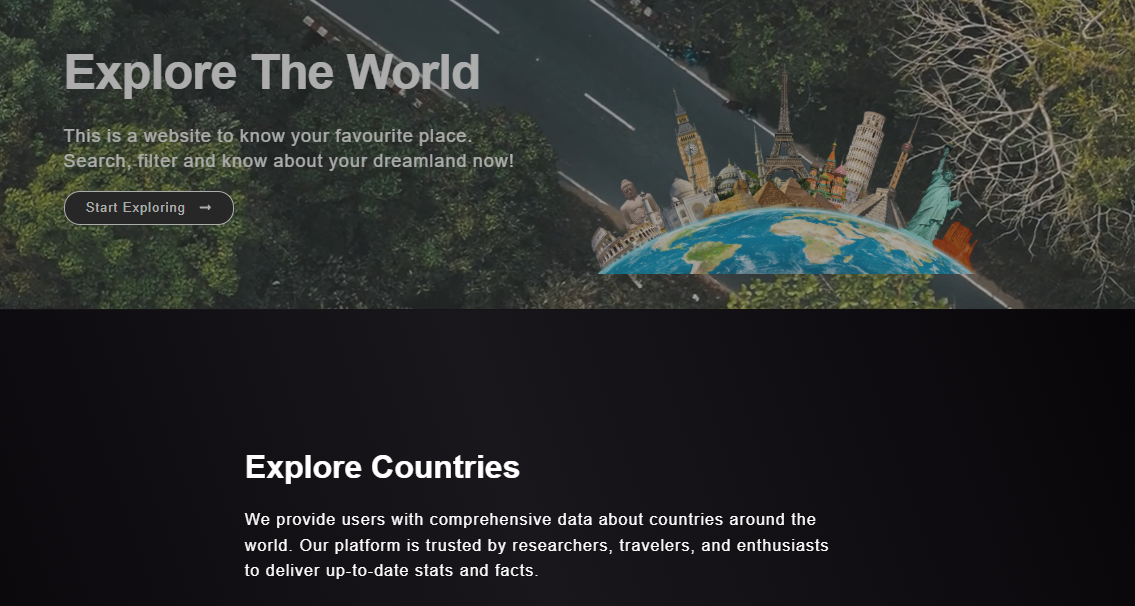 Explore The World
This is a website to know your favourite place.
Search, filter and know about your dreamland now!
Start Exploring
Explore Countries
We provide users with comprehensive data about countries around the
world. Our platform is trusted by researchers, travelers, and enthusiasts
to deliver up-to-date stats and facts.